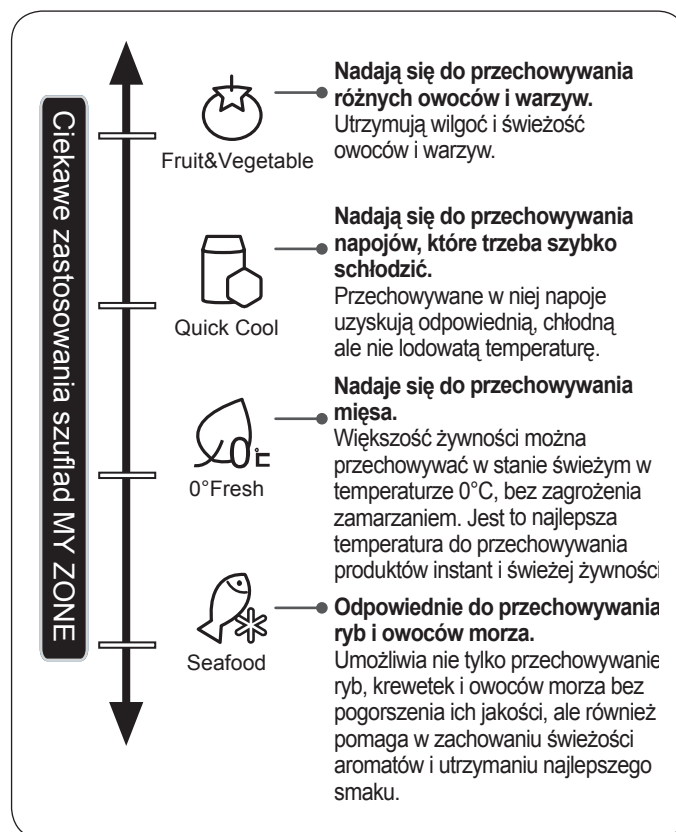 Ciekawe zastosowania szuflad MY ZONE
Fruit&Vegetable
Nadają się do przechowywania
różnych owoców i warzyw.
Utrzymują wilgoć i świeżość
owoców i warzyw.
Quick Cool
Nadają się do przechowywania
napojów, które trzeba szybko
schłodzić.
Przechowywane w niej napoje
uzyskują odpowiednią, chłodną
ale nie lodowatą temperaturę.
0°C
0°Fresh
Nadaje się do przechowywania
mięsa.
Większość żywności można
przechowywać w stanie świeżym w
temperaturze 0°C, bez zagrożenia
zamarzaniem. Jest to najlepsza
temperatura do przechowywania
produktów instant i świeżej żywności
Seafood
Odpowiednie do przechowywania
ryb i owoców morza.
Umożliwia nie tylko przechowywanie
ryb, krewetek i owoców morza bez
pogorszenia ich jakości, ale również
pomaga w zachowaniu świeżości
aromatów i utrzymaniu najlepszego
smaku.